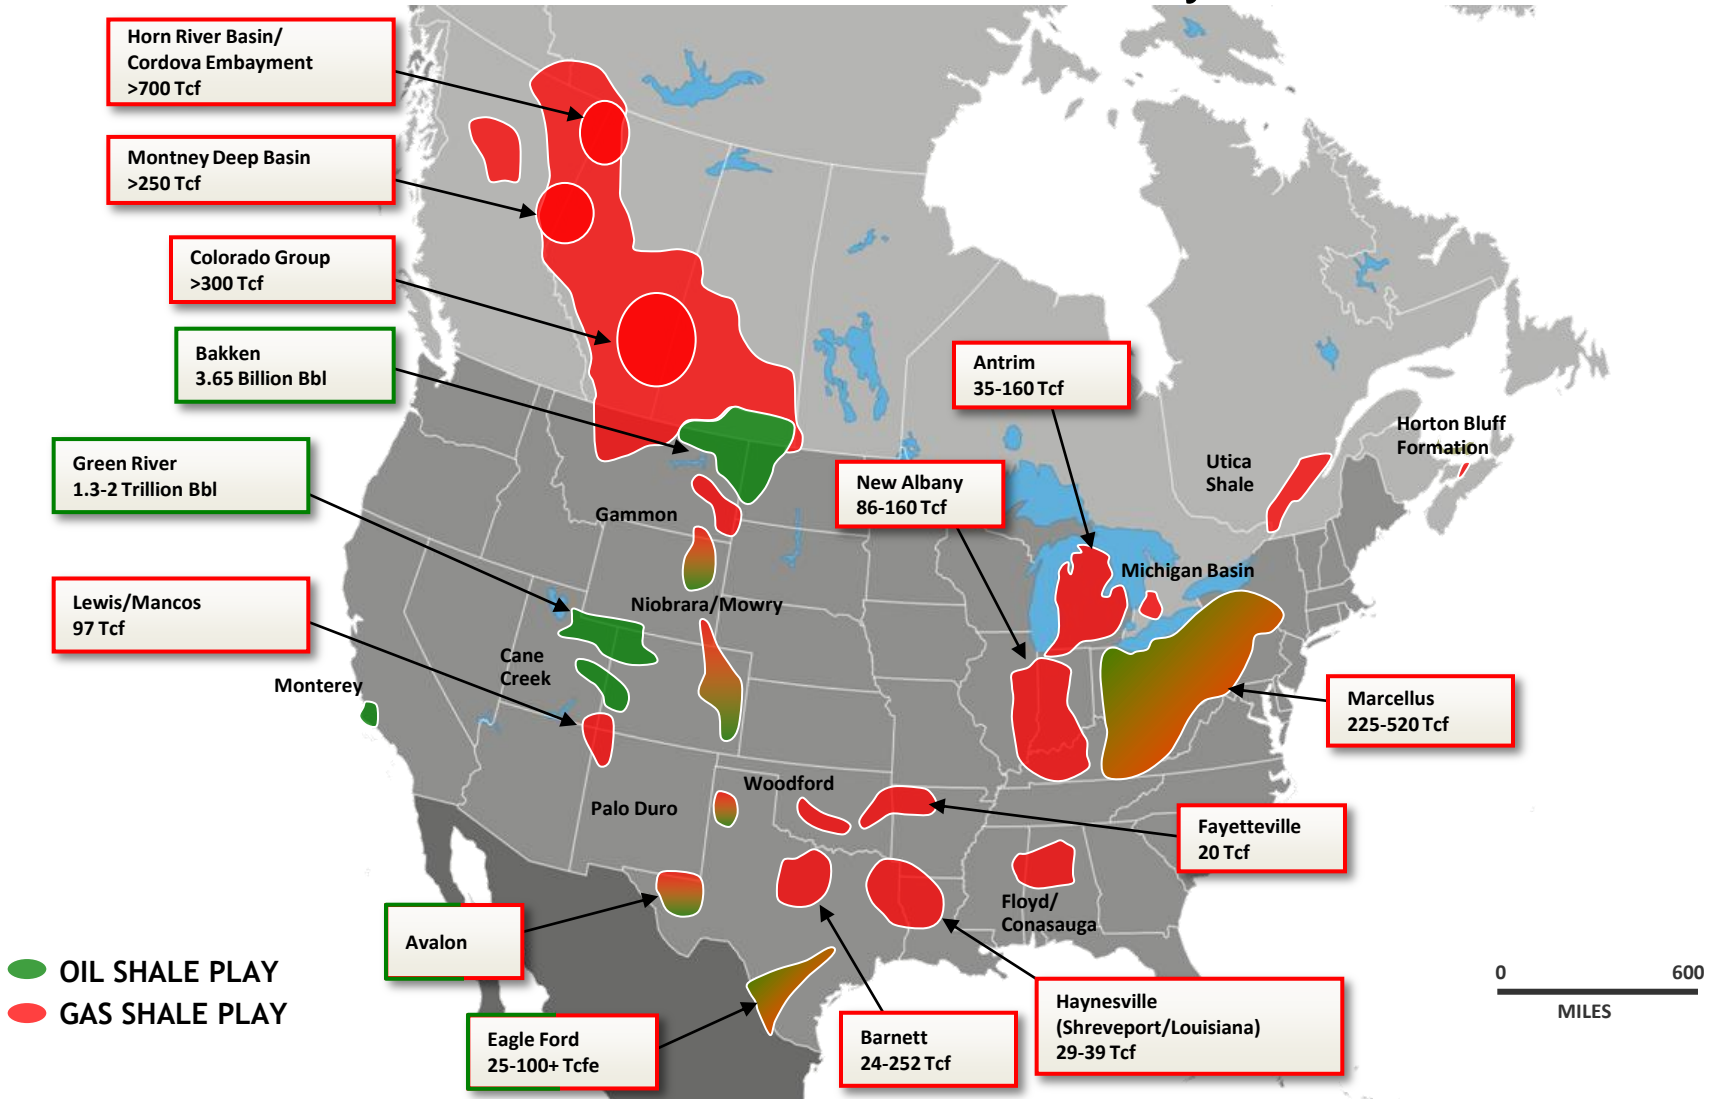 Horn River Basin/
Cordova Embayment
>700 Tcf
Montney Deep Basin
>250 Tcf
Colorado Group
>300 Tcf
Bakken
3.65 Billion Bbl
Green River
1.3-2 Trillion Bbl
Lewis/Mancos
97 Tcf
Monterey
Cane
Creek
Gammon
Niobrara/Mowry
Palo Duro
Woodford
Antrim
35-160 Tcf
New Albany
86-160 Tcf
Michigan Basin
Utica
Shale
Horton Bluff
Formation
Marcellus
225-520 Tcf
Fayetteville
20 Tcf
Floyd/
Conasauga
Haynesville
(Shreveport/Louisiana)
29-39 Tcf
Barnett
24-252 Tcf
Eagle Ford
25-100+ Tcfe
Avalon
OIL SHALE PLAY
GAS SHALE PLAY
0 600
MILES